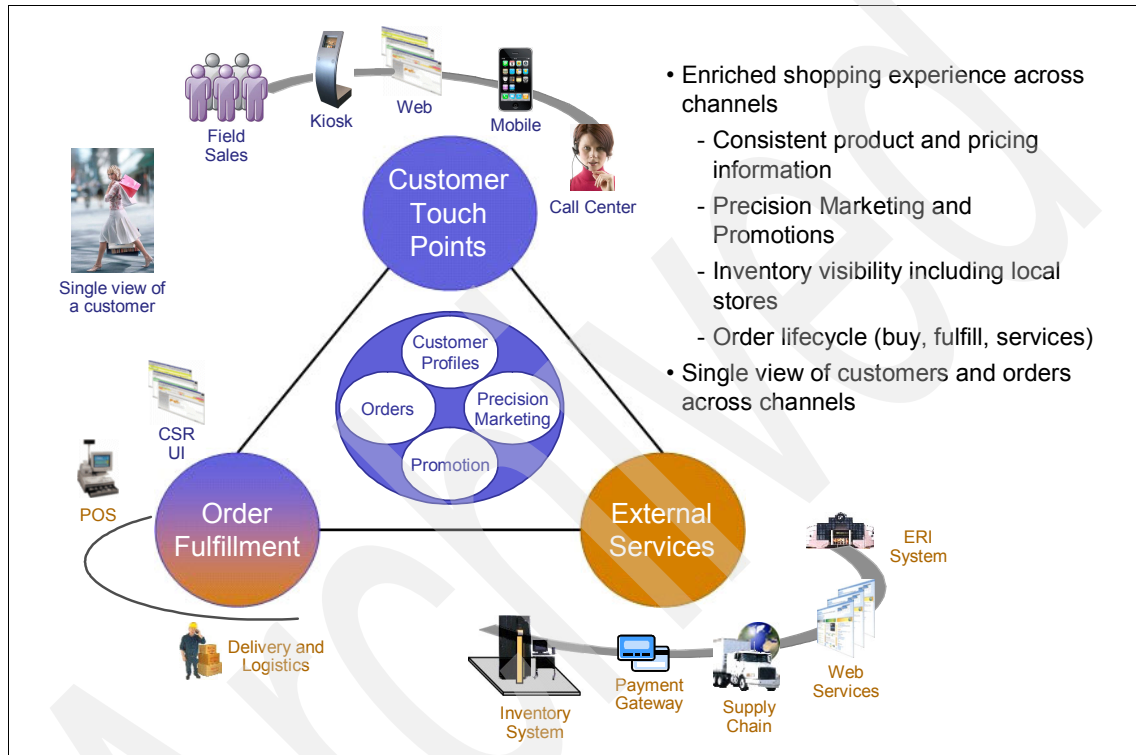 Field
Sales
Kiosk
Web
Mobile
Call Center
Single view of
a customer
Customer
Touch
Points
• Enriched shopping experience across
channels
- Consistent product and pricing
information
- Precision Marketing and
Promotions
- Inventory visibility including local
stores
- Order lifecycle (buy, fulfill, services)
• Single view of customers and orders
across channels
Customer
Profiles
Orders
Precision
Marketing
Promotion
CSR
UI
POS
Order
Fulfillment
External
Services
Delivery and
Logistics
ERI
System
Web
Services
Supply
Chain
Payment
Gateway
Inventory
System
Archived